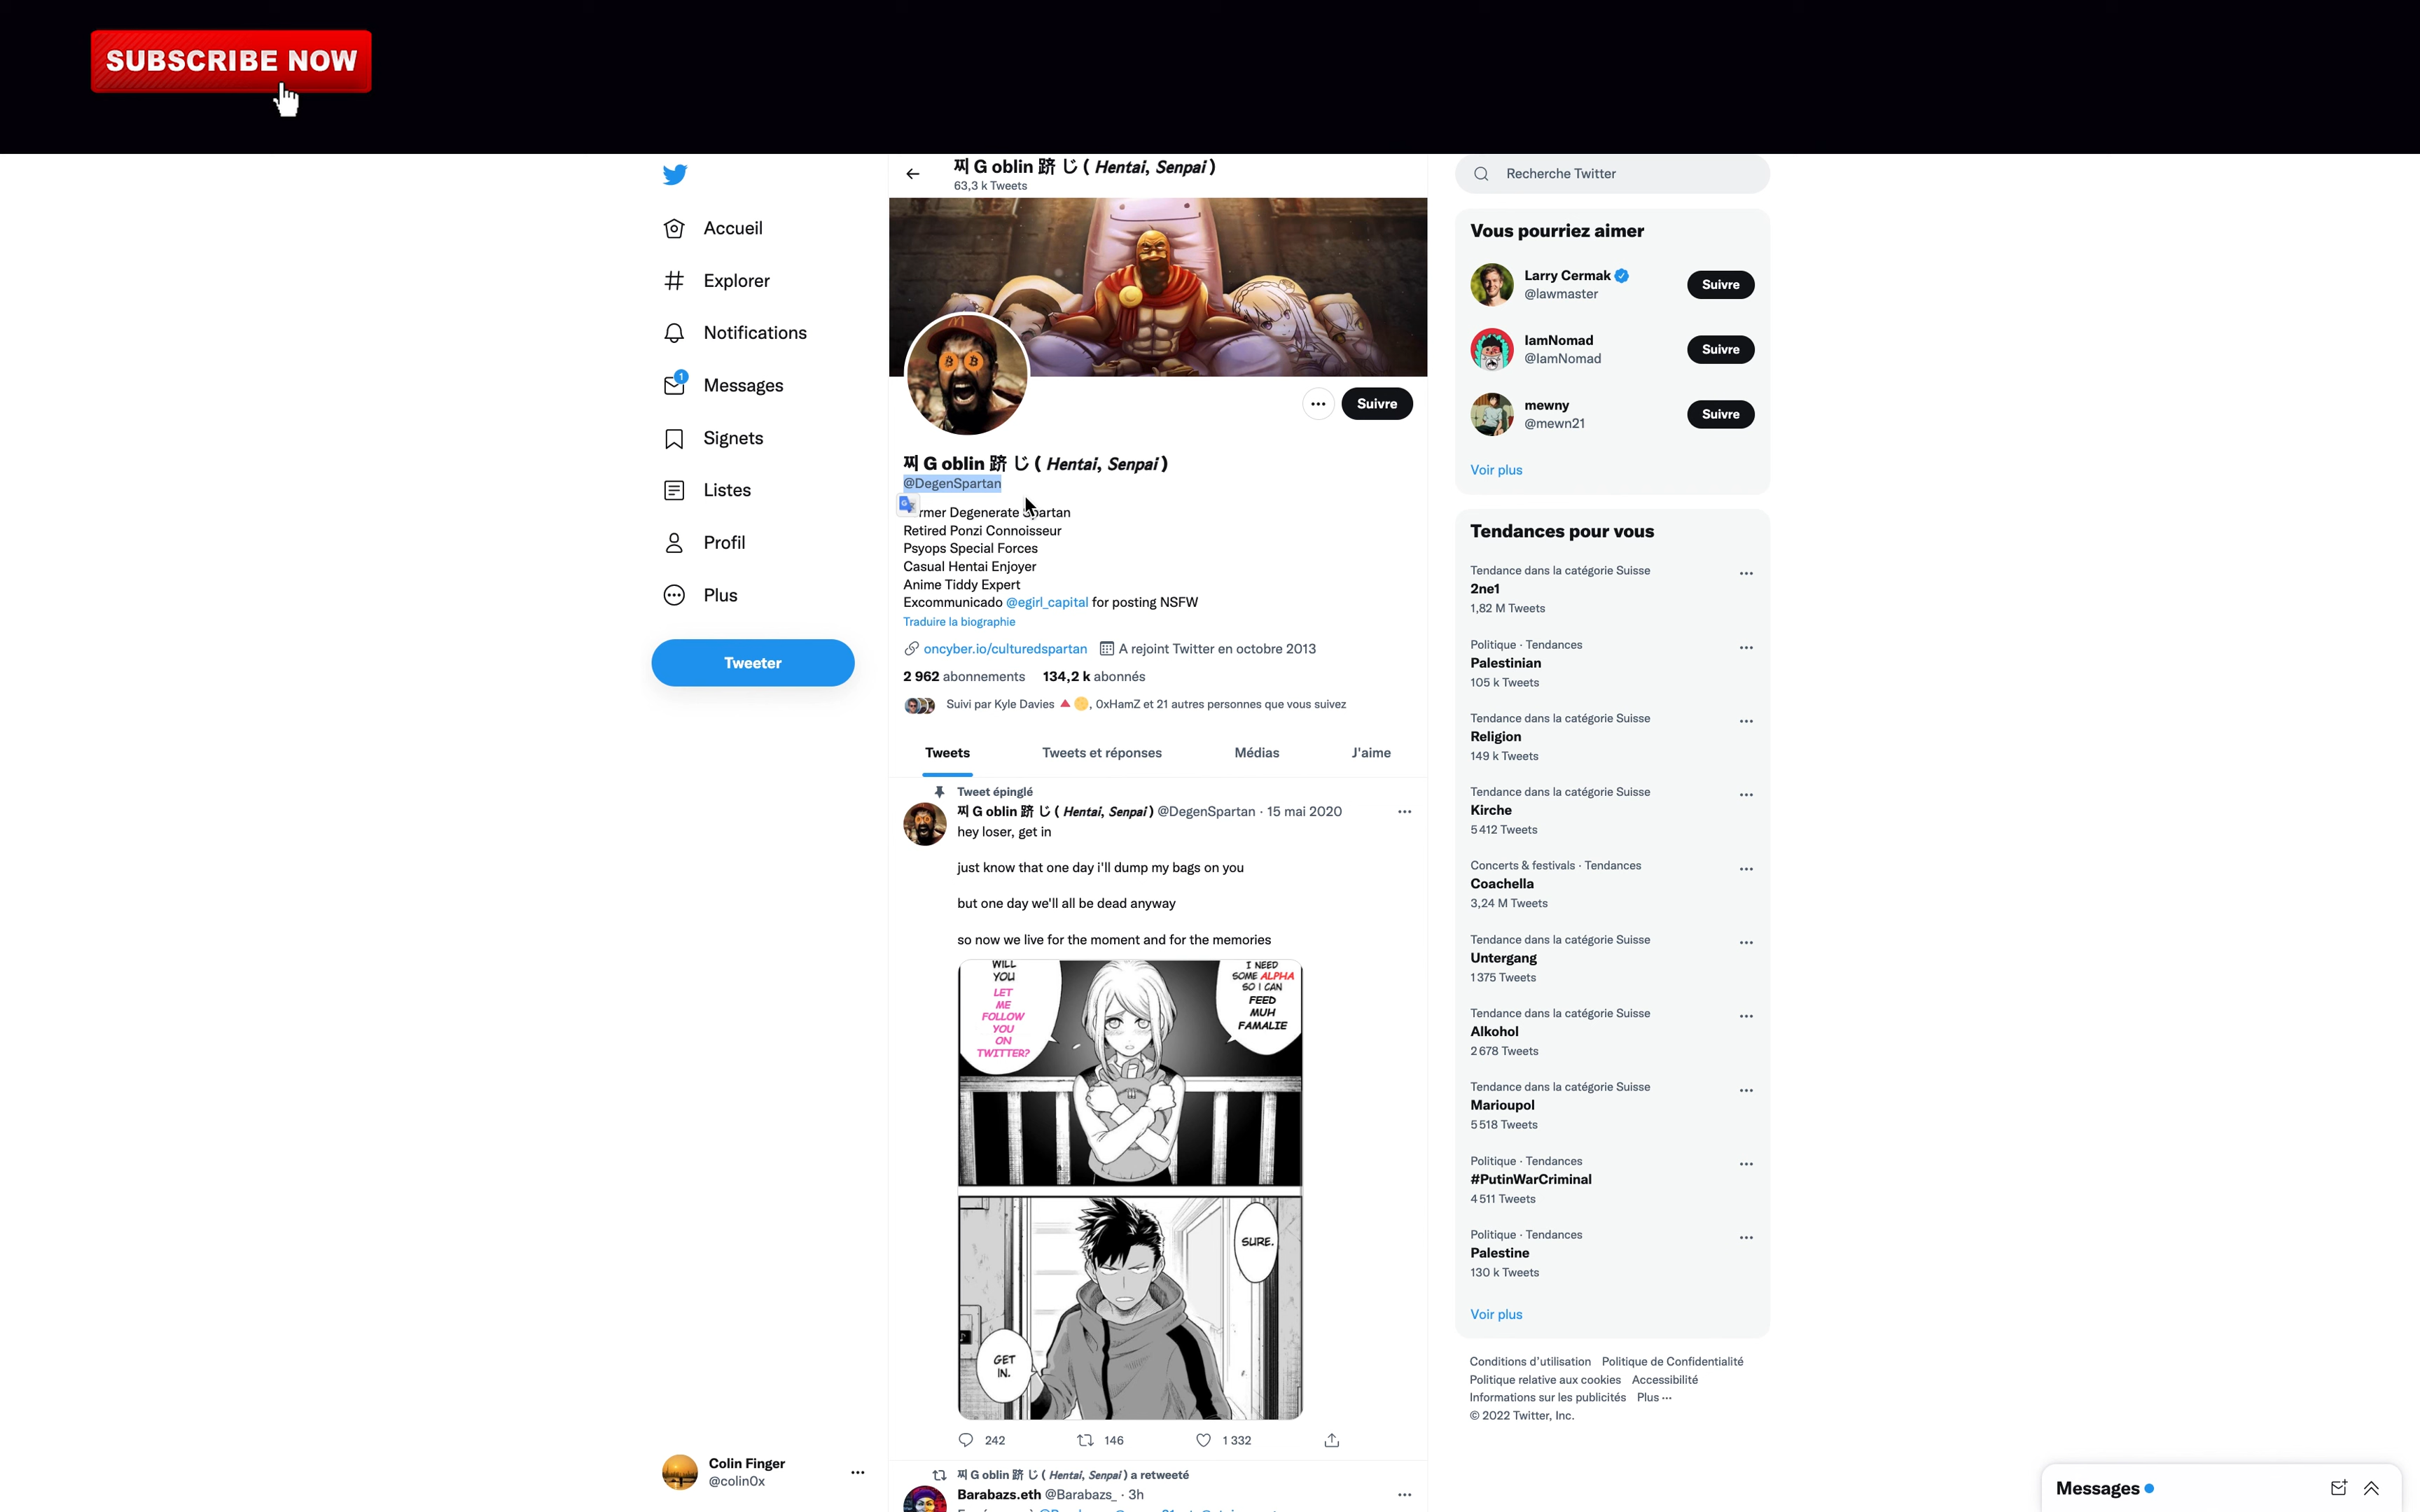 SUBSCRIBE NOW
찌 G oblin 跻 じ ( Hentai, Senpai )
63,3 k Tweets
Recherche Twitter
Accueil
Explorer
Notifications
1
Messages
Signets
Listes
Profil
Plus
Tweeter
Suivre
찌 G oblin 跻 じ ( Hentai, Senpai )
@DegenSpartan
rmer Degenerate Spartan
Retired Ponzi Connoisseur
Psyops Special Forces
Casual Hentai Enjoyer
Anime Tiddy Expert
Excommunicado @egirl_capital for posting NSFW
Traduire la biographie
oncyber.io/culturedspartan A rejoint Twitter en octobre 2013
2 962 abonnements 134,2 k abonnés
Suivi par Kyle Davies , 0xHamZ et 21 autres personnes que vous suivez
Tweets Tweets et réponses Médias J'aime
Tweet épinglé
찌 G oblin 跻 じ ( Hentai, Senpai ) @DegenSpartan · 15 mai 2020
hey loser, get in
just know that one day i'll dump my bags on you
but one day we'll all be dead anyway
so now we live for the moment and for the memories
WILL
YOU
LET
ME
FOLLOW
YOU
ON
TWITTER?
I NEED
SOME ALPHA
SO I CAN
FEED
MUH
FAMALIE
SURE.
GET
IN.
242 146 1 332
찌 G oblin 跻 じ ( Hentai, Senpai ) a retweeté
Barabazs.eth @Barabazs_ · 3h
Vous pourriez aimer
Larry Cermak
@lawmaster
Suivre
IamNomad
@IamNomad
Suivre
mewny
@mewn21
Suivre
Voir plus
Tendances pour vous
Tendance dans la catégorie Suisse
2ne1
1,82 M Tweets
Politique · Tendances
Palestinian
105 k Tweets
Tendance dans la catégorie Suisse
Religion
149 k Tweets
Tendance dans la catégorie Suisse
Kirche
5 412 Tweets
Concerts & festivals · Tendances
Coachella
3,24 M Tweets
Tendance dans la catégorie Suisse
Untergang
1 375 Tweets
Tendance dans la catégorie Suisse
Alkohol
2 678 Tweets
Tendance dans la catégorie Suisse
Marioupol
5 518 Tweets
Politique · Tendances
#PutinWarCriminal
4 511 Tweets
Politique · Tendances
Palestine
130 k Tweets
Voir plus
Conditions d'utilisation Politique de Confidentialité
Politique relative aux cookies Accessibilité
Informations sur les publicités Plus ···
© 2022 Twitter, Inc.
Colin Finger
@colin0x
Messages